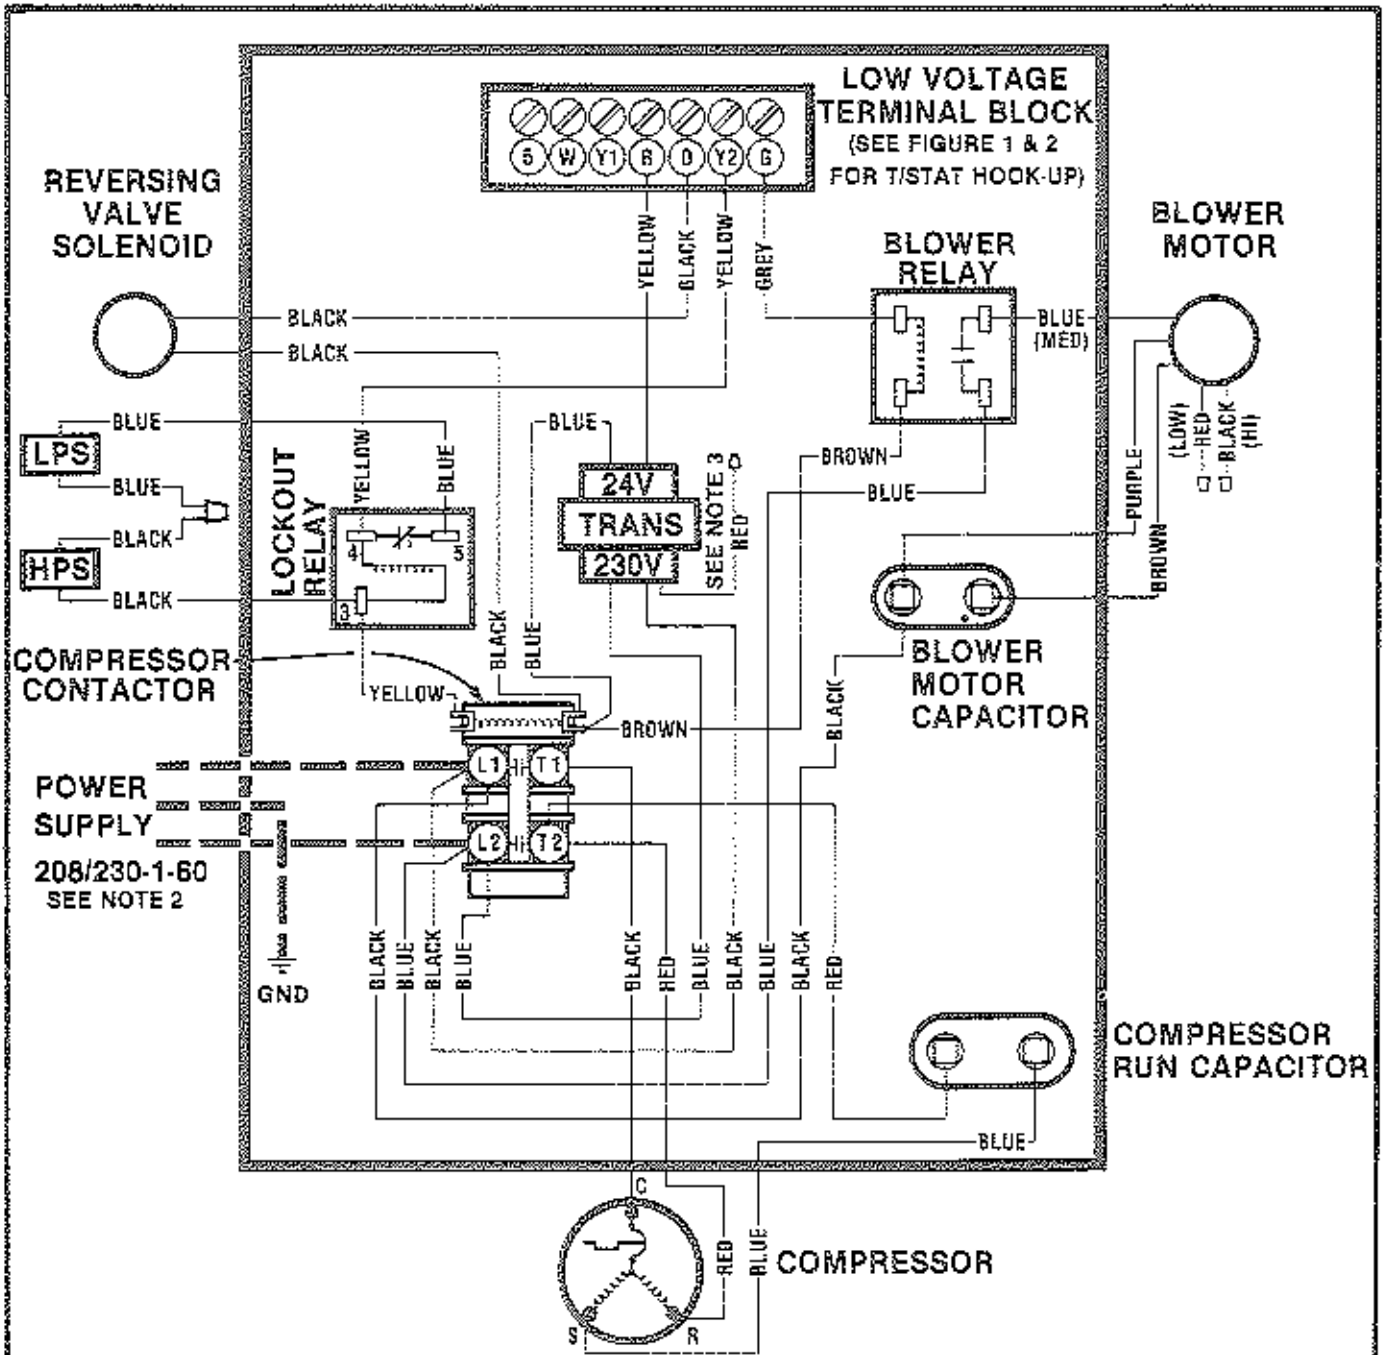 LOW VOLTAGE
TERMINAL BLOCK
(SEE FIGURE 1 & 2
FOR T/STAT HOOK-UP)
5 W Y1 R O Y2 G
REVERSING
VALVE
SOLENOID
BLOWER
RELAY
BLOWER
MOTOR
YELLOW
BLACK
YELLOW
GREY
BLACK
BLACK
BLUE
(MED)
(LOW)
RED
BLACK
(HI)
LPS
BLUE
BLUE
BLACK
HPS
BLACK
LOCKOUT
RELAY
YELLOW
BLUE
4
5
3
BLUE
24V
TRANS
230V
SEE NOTE 3
RED
BROWN
BLUE
PURPLE
BROWN
BLACK
BLUE
BLOWER
MOTOR
CAPACITOR
BLACK
COMPRESSOR
CONTACTOR
YELLOW
BROWN
L1 T1
L2 T2
POWER
SUPPLY
208/230-1-60
SEE NOTE 2
GND
BLACK
BLUE
BLACK
BLUE
BLACK
RED
BLUE
BLACK
BLUE
BLACK
RED
COMPRESSOR
RUN CAPACITOR
BLUE
C
S
R
RED
BLUE
COMPRESSOR